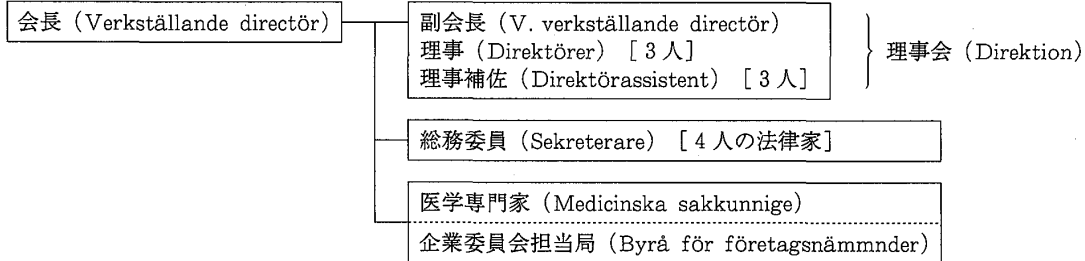 会長（Verkställande directör）
副会長（V. verkställande directör）
理事（Direktörer）［3人］
理事補佐（Direktörassistent）［3人］
理事会（Direktion）
総務委員（Sekreterare）［4人の法律家］
医学専門家（Medicinska sakkunnige）
企業委員会担当局（Byrå för företagsnämmnder）